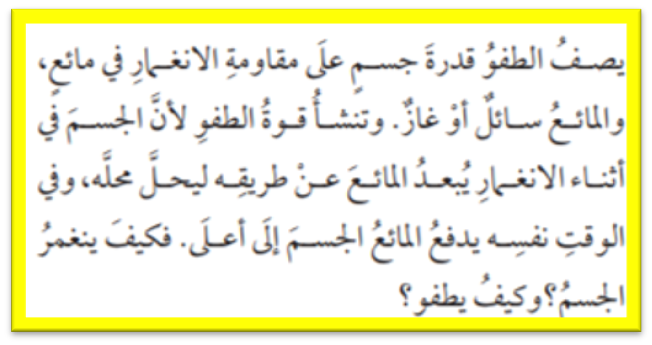 يصفُ الطفوُ قدرةَ جسمٍ علَى مقاومةِ الانغمارِ في مائعٍ،
والمائعُ سائلٌ أوْ غازٌ. وتنشأُ قوةُ الطفوِ لأنَّ الجسمَ في
أثناء الانغمارِ يُبعدُ المائعَ عنْ طريقِه ليحلَّ محلَّه، وفي
الوقتِ نفسِه يدفعُ المائعُ الجسمَ إلَى أعلَى. فكيفَ ينغمرُ
الجسمُ؟ وكيفُ يطفو؟